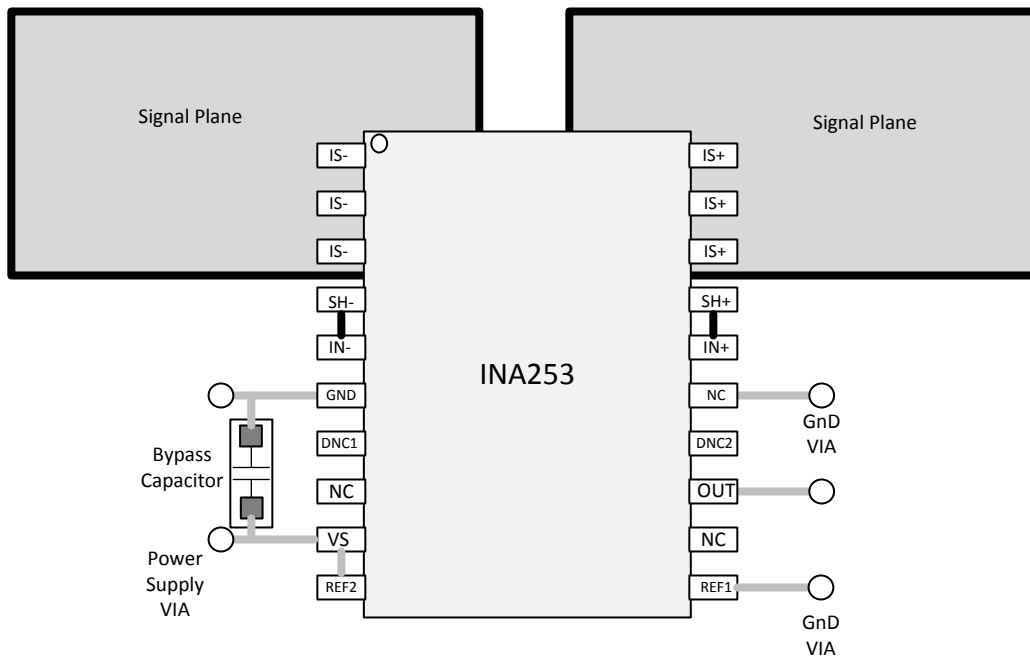 Signal Plane
Signal Plane
IS-
IS+
IS-
IS+
IS-
IS+
SH-
SH+
IN-
IN+
INA253
GND
NC
GnD
VIA
Bypass
Capacitor
DNC1
DNC2
NC
OUT
VS
NC
Power
Supply
VIA
REF2
REF1
GnD
VIA